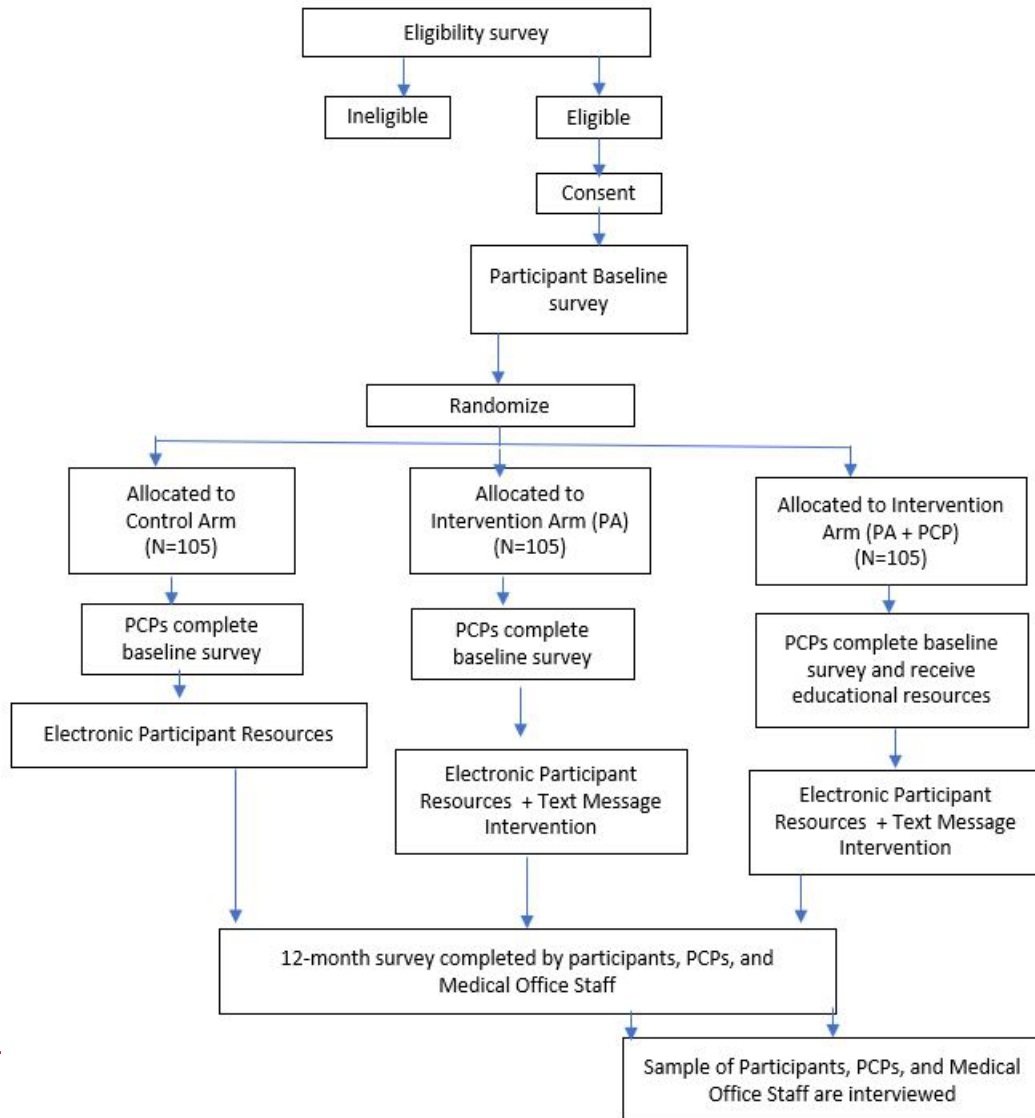 Eligibility survey
Ineligible
Eligible
Consent
Participant Baseline
survey
Randomize
Allocated to
Control Arm
(N=105)
Allocated to
Intervention Arm (PA)
(N=105)
Allocated to Intervention
Arm (PA + PCP)
(N=105)
PCPs complete
baseline survey
PCPs complete
baseline survey
PCPs complete baseline
survey and receive
educational resources
Electronic Participant Resources
Electronic Participant
Resources + Text Message
Intervention
Electronic Participant
Resources + Text Message
Intervention
12-month survey completed by participants, PCPs, and
Medical Office Staff
Sample of Participants, PCPs, and Medical
Office Staff are interviewed